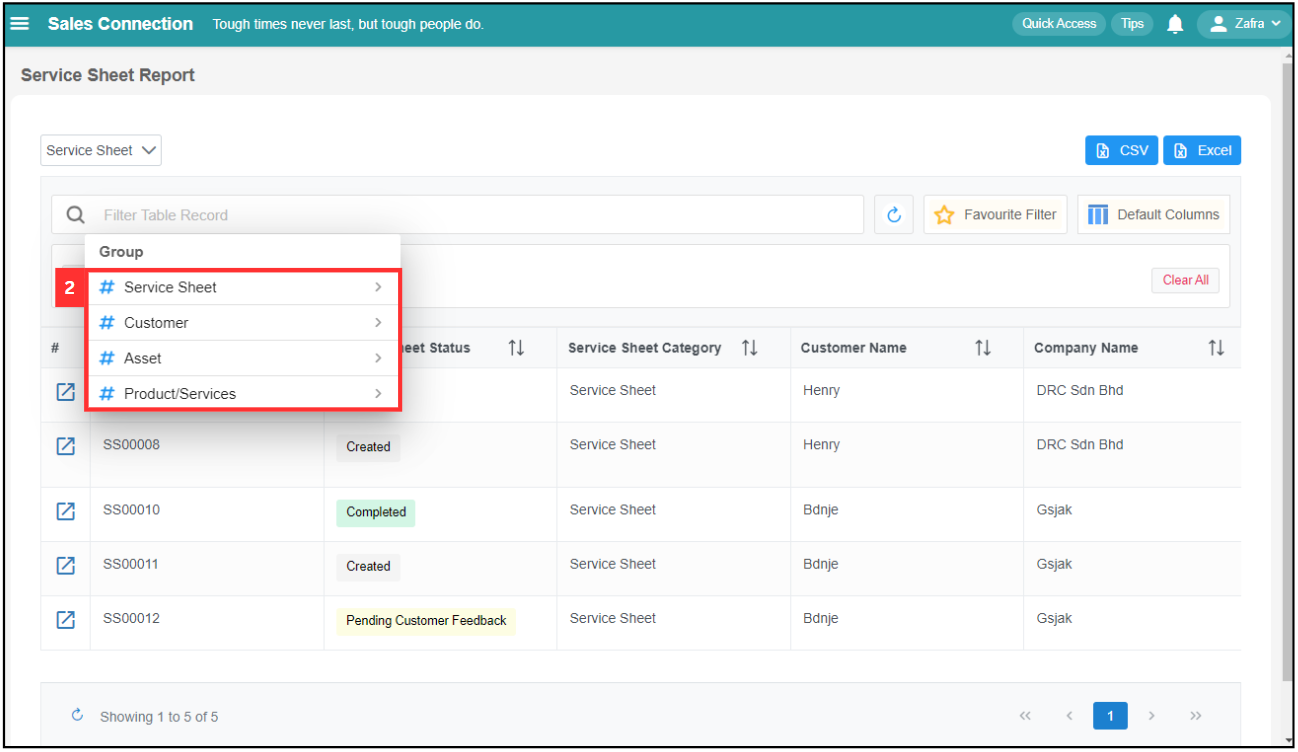 Sales Connection Tough times never last, but tough people do. Quick Access Tips Zafra
Service Sheet Report
Service Sheet CSV Excel
Filter Table Record Favourite Filter Default Columns
Group
Clear All
2 # Service Sheet
# Customer
# Asset
# Product/Services
# eet Status Service Sheet Category Customer Name Company Name
Service Sheet Henry DRC Sdn Bhd
SS00008 Created Service Sheet Henry DRC Sdn Bhd
SS00010 Completed Service Sheet Bdnje Gsjak
SS00011 Created Service Sheet Bdnje Gsjak
SS00012 Pending Customer Feedback Service Sheet Bdnje Gsjak
Showing 1 to 5 of 5 << < 1 > >>